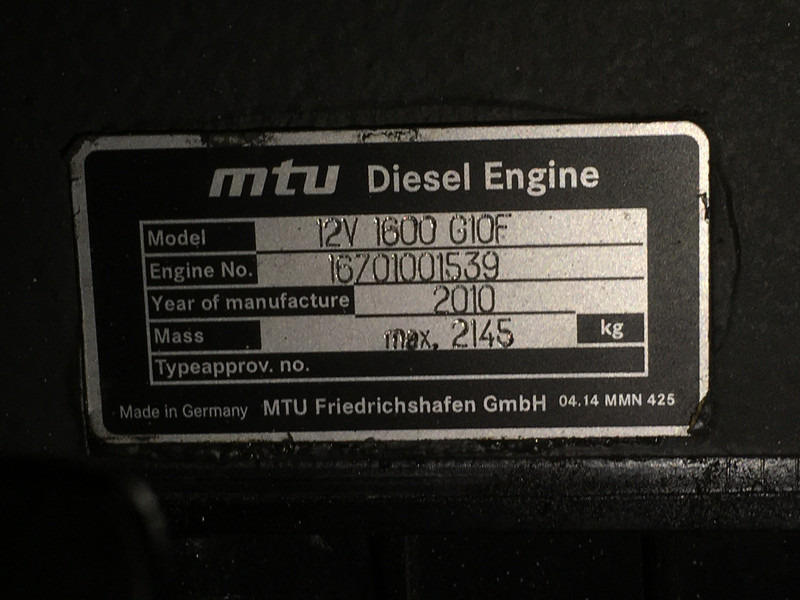 mtu Diesel Engine
Model 12V 1600 G10F
Engine No. 16701001539
Year of manufacture 2010
Mass max. 2145 kg
Typeapprov. no.
Made in Germany MTU Friedrichshafen GmbH 04.14 MMN 425